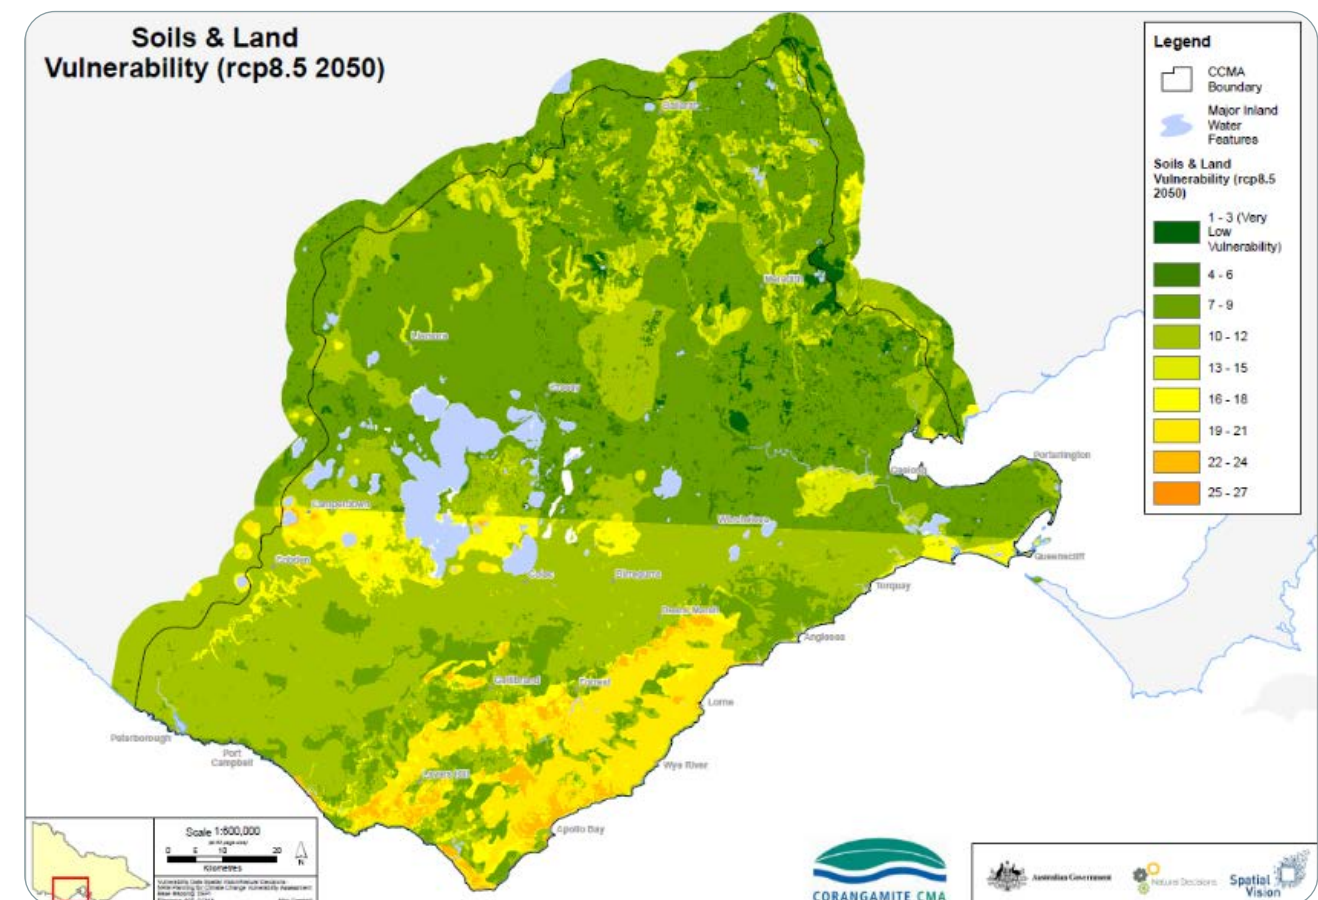 Soils & Land
Vulnerability (rcp8.5 2050)
Legend
CCMA
Boundary
Major Inland
Water
Features
Soils & Land
Vulnerability (rcp8.5
2050)
1 - 3 (Very
Low
Vulnerability)
4 - 6
7 - 9
10 - 12
13 - 15
16 - 18
19 - 21
22 - 24
25 - 27
Ballarat
Meredith
Lismore
Cressy
Geelong
Portarlington
Camperdown
Winchelsea
Queenscliff
Cobden
Colac
Birregurra
Torquay
Deans Marsh
Anglesea
Gellibrand
Forrest
Lorne
Peterborough
Port
Campbell
Lavers Hill
Wye River
Apollo Bay
Scale 1:600,000
0 5 10 20
Kilometres
N
CORANGAMITE CMA
Australian Government
Natural Decisions
Spatial
Vision